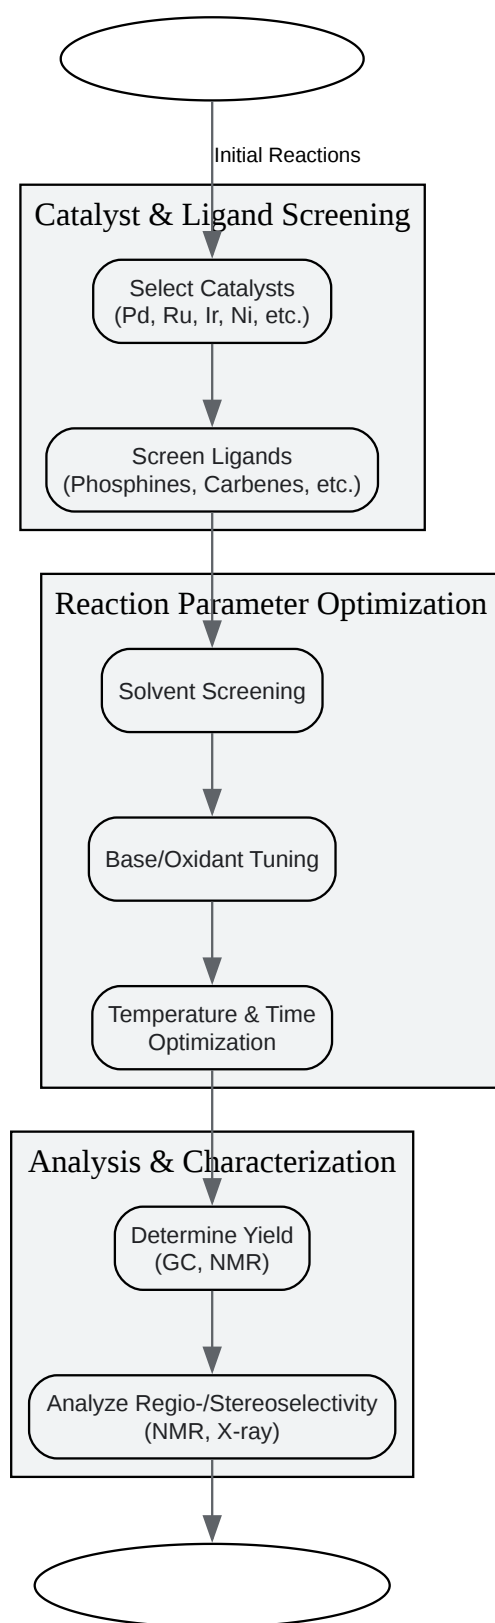 Initial Reactions
Catalyst & Ligand Screening
Select Catalysts
(Pd, Ru, Ir, Ni, etc.)
Screen Ligands
(Phosphines, Carbenes, etc.)
Reaction Parameter Optimization
Solvent Screening
Base/Oxidant Tuning
Temperature & Time
Optimization
Analysis & Characterization
Determine Yield
(GC, NMR)
Analyze Regio-/Stereoselectivity
(NMR, X-ray)